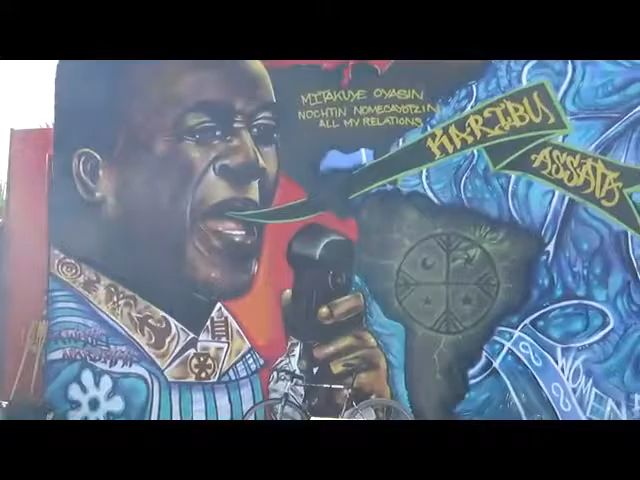 MITAKUYE OYASIN
NOCHTIN NOMECAYOTZIN
ALL MY RELATIONS
KARIBU
ASSATA
WOMEN